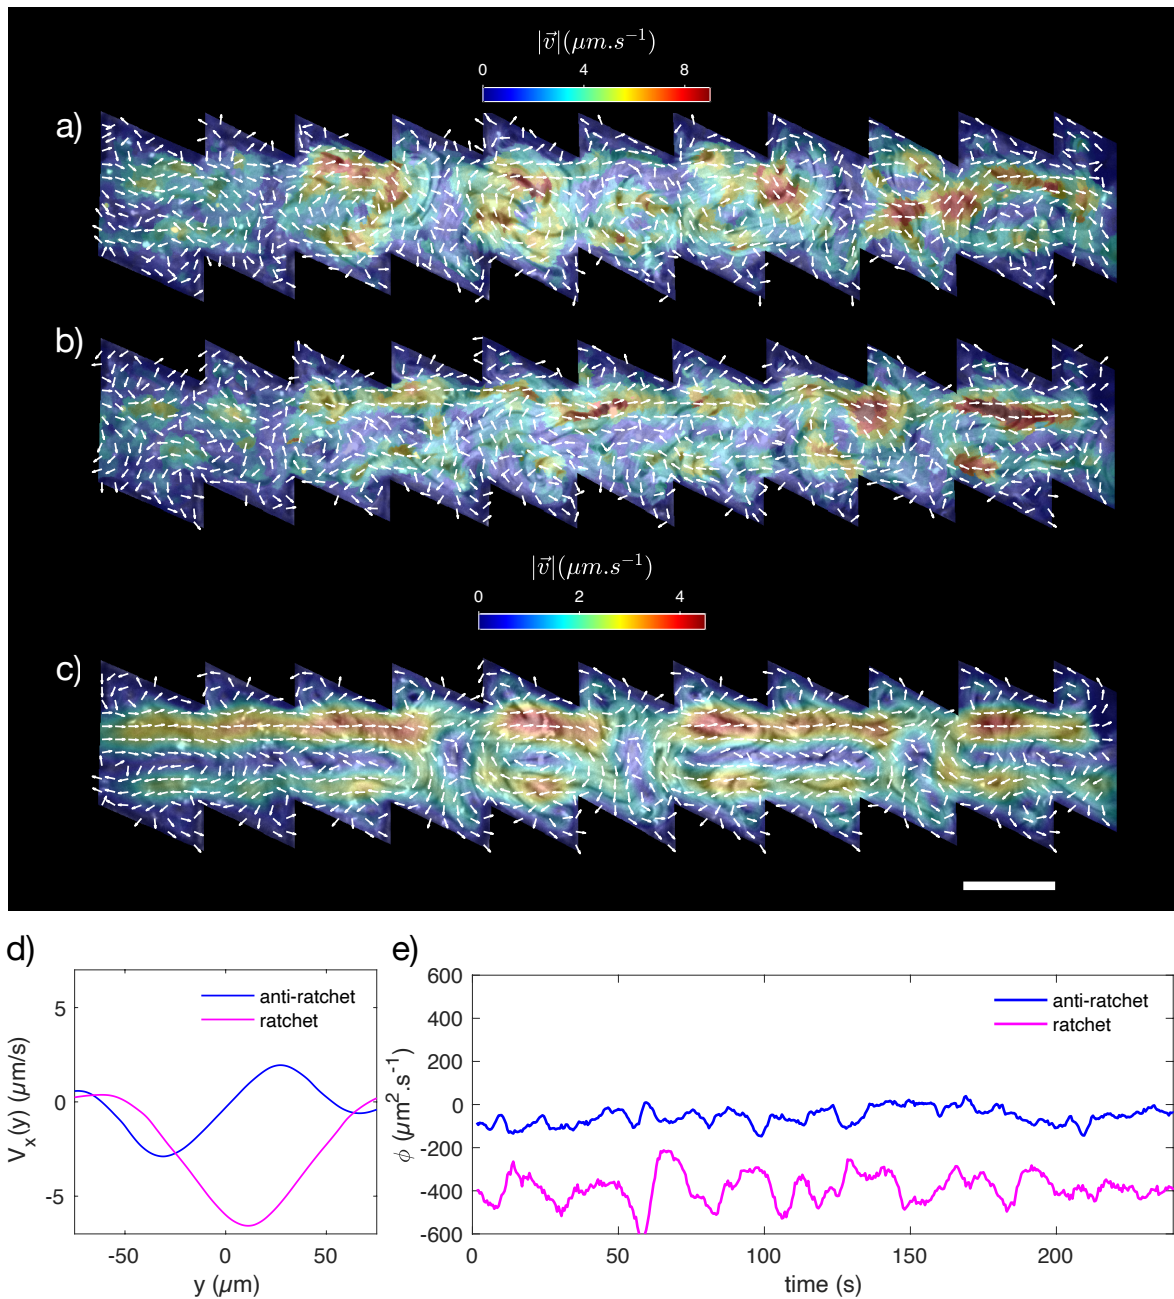 |v⃗|(μm.s⁻¹)
0 4 8
a)
b)
|v⃗|(μm.s⁻¹)
0 2 4
c)
d)
5
0
-5
-50 0 50
V_x(y) (μm/s)
y (μm)
anti-ratchet
ratchet
e)
600
400
200
0
-200
-400
-600
0 50 100 150 200
ϕ (μm².s⁻¹)
time (s)
anti-ratchet
ratchet